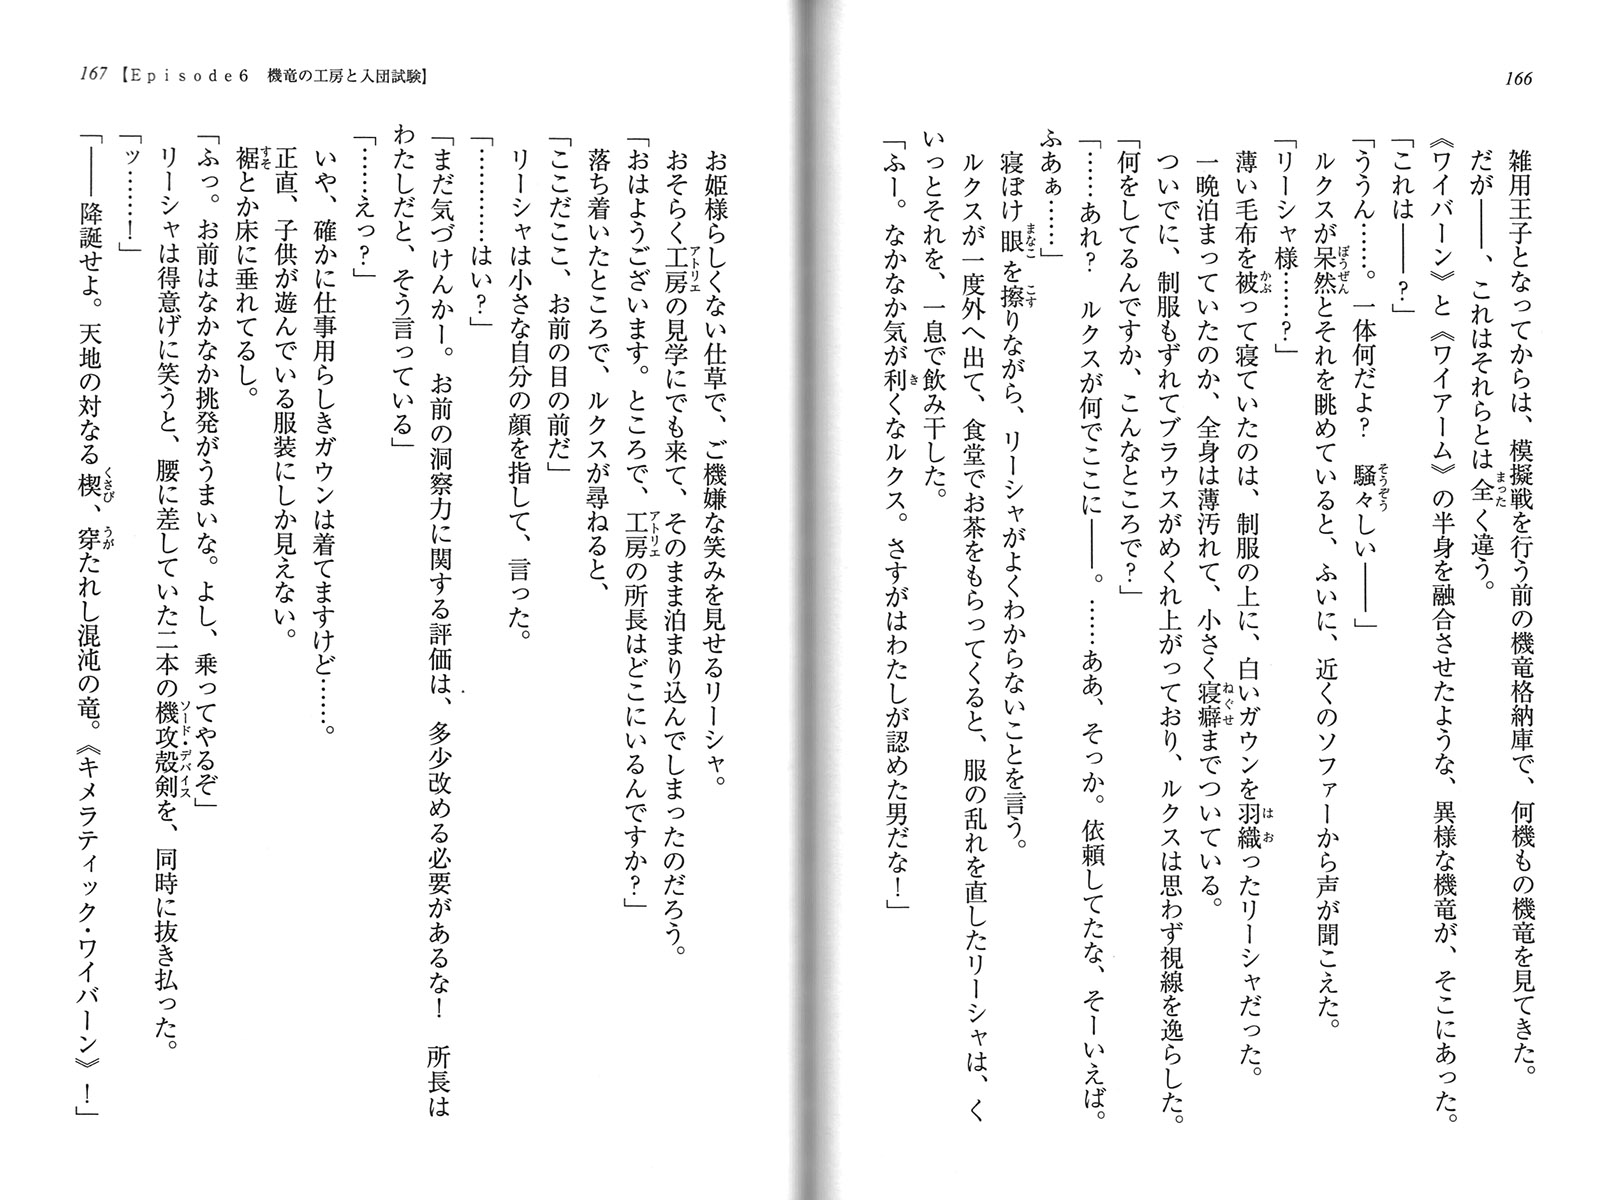 166
雑用王子となってからは、模擬戦を行う前の機竜格納庫で、何機もの機竜を見てきた。
だが――、これはそれらとは全く違う。
《ワイバーン》と《ワイアーム》の半身を融合させたような、異様な機竜が、そこにあった。
「これは――?」
「ううん……。一体何だよ? 騒々しい――」
ルクスが呆然とそれを眺めていると、ふいに、近くのソファーから声が聞こえた。
「リーシャ様……?」
薄い毛布を被って寝ていたのは、制服の上に、白いガウンを羽織ったリーシャだった。
一晩泊まっていたのか、全身は薄汚れて、小さく寝癖までついている。
ついでに、制服もずれてブラウスがめくれ上がっており、ルクスは思わず視線を逸らした。
「何をしてるんですか、こんなところで?」
「……あれ? ルクスが何でここに――。……ああ、そっか。依頼してたな、そーいえば。
ふあぁ……」
寝ぼけ眼を擦りながら、リーシャがよくわからないことを言う。
ルクスが一度外へ出て、食堂でお茶をもらってくると、服の乱れを直したリーシャは、く
いっとそれを、一息で飲み干した。
「ふー。なかなか気が利くなルクス。さすがはわたしが認めた男だな!」
167【Episode6 機竜の工房と入団試験】
お姫様らしくない仕草で、ご機嫌な笑みを見せるリーシャ。
おそらく工房の見学にでも来て、そのまま泊まり込んでしまったのだろう。
「おはようございます。ところで、工房の所長はどこにいるんですか?」
落ち着いたところで、ルクスが尋ねると、
「ここだここ、お前の目の前だ」
リーシャは小さな自分の顔を指して、言った。
「…………はい?」
「まだ気づけんかー。お前の洞察力に関する評価は、多少改める必要があるな! 所長は
わたしだと、そう言っている」
「……えっ?」
いや、確かに仕事用らしきガウンは着てますけど……。
正直、子供が遊んでいる服装にしか見えない。
裾とか床に垂れてるし。
「ふっ。お前はなかなか挑発がうまいな。よし、乗ってやるぞ」
リーシャは得意げに笑うと、腰に差していた二本の機攻殻剣を、同時に抜き払った。
「ッ……!」
「――降誕せよ。天地の対なる楔、穿たれし混沌の竜。《キメラティック・ワイバーン》!」